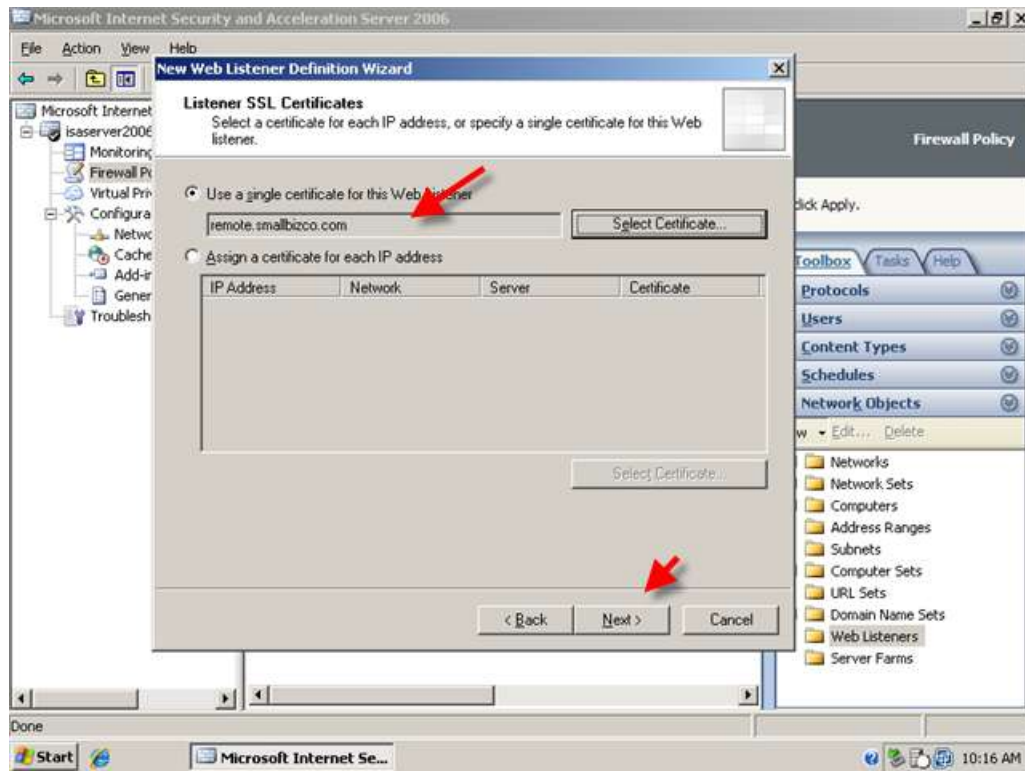 Microsoft Internet Security and Acceleration Server 2006
File Action View Help
New Web Listener Definition Wizard
Listener SSL Certificates
Select a certificate for each IP address, or specify a single certificate for this Web
listener.
Use a single certificate for this Web Listener
remote.smallbizco.com
Select Certificate...
Assign a certificate for each IP address
IP Address Network Server Certificate
Select Certificate...
< Back Next > Cancel
Microsoft Internet
isaserver2006
Monitoring
Firewall Po
Virtual Priv
Configura
Netwo
Cache
Add-in
Gener
Troublesh
Firewall Policy
click Apply.
Toolbox Tasks Help
Protocols
Users
Content Types
Schedules
Network Objects
w Edit... Delete
Networks
Network Sets
Computers
Address Ranges
Subnets
Computer Sets
URL Sets
Domain Name Sets
Web Listeners
Server Farms
Done
Start Microsoft Internet Se... 10:16 AM